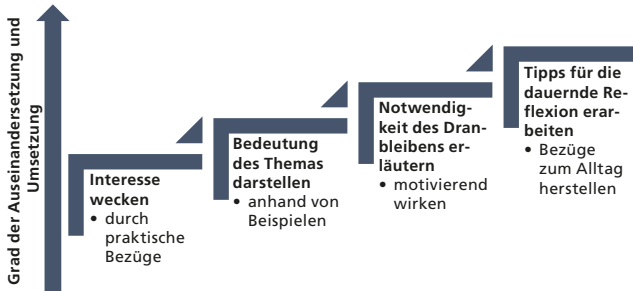 Grad der Auseinandersetzung und
Umsetzung
Interesse
wecken
• durch
praktische
Bezüge
Bedeutung
des Themas
darstellen
• anhand von
Beispielen
Notwendig-
keit des Dran-
bleibens er-
läutern
• motivierend
wirken
Tipps für die
dauernde Re-
flexion erar-
beiten
• Bezüge
zum Alltag
herstellen